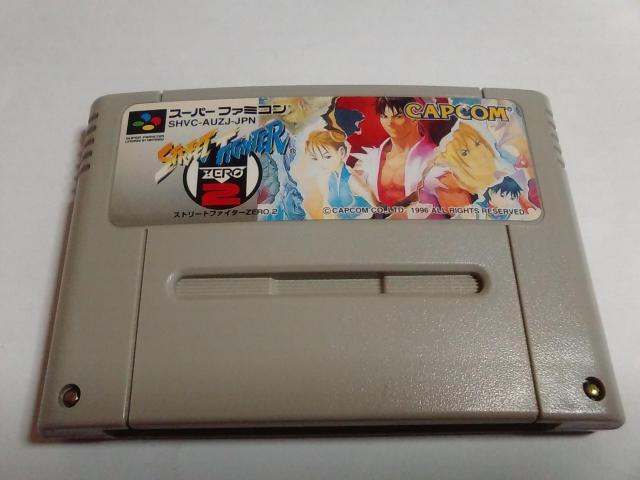 スーパーファミコン
SHVC-AUZJ-JPN
CAPCOM
SUPER FAMICOM
STREET FIGHTER
ZERO
2
ストリートファイターZERO 2
©CAPCOM CO., LTD. 1996 ALL RIGHTS RESERVED.